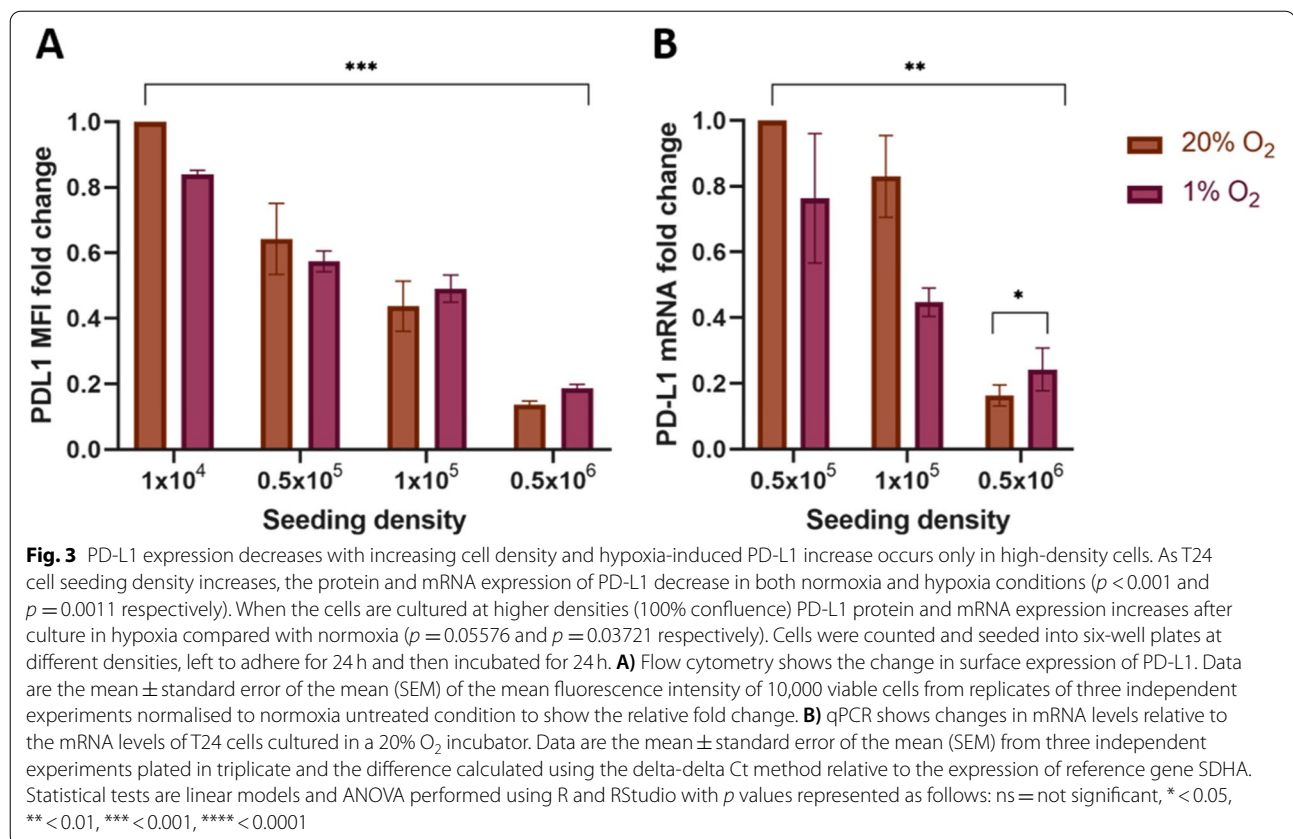 A
***
PDL1 MFI fold change
1.0
0.8
0.6
0.4
0.2
0.0
1x10⁴ 0.5x10⁵ 1x10⁵ 0.5x10⁶
Seeding density
B
**
*
PD-L1 mRNA fold change
1.0
0.8
0.6
0.4
0.2
0.0
0.5x10⁵ 1x10⁵ 0.5x10⁶
Seeding density
20% O₂
1% O₂
Fig. 3 PD-L1 expression decreases with increasing cell density and hypoxia-induced PD-L1 increase occurs only in high-density cells. As T24
cell seeding density increases, the protein and mRNA expression of PD-L1 decrease in both normoxia and hypoxia conditions (p < 0.001 and
p = 0.0011 respectively). When the cells are cultured at higher densities (100% confluence) PD-L1 protein and mRNA expression increases after
culture in hypoxia compared with normoxia (p = 0.05576 and p = 0.03721 respectively). Cells were counted and seeded into six-well plates at
different densities, left to adhere for 24 h and then incubated for 24 h. A) Flow cytometry shows the change in surface expression of PD-L1. Data
are the mean ± standard error of the mean (SEM) of the mean fluorescence intensity of 10,000 viable cells from replicates of three independent
experiments normalised to normoxia untreated condition to show the relative fold change. B) qPCR shows changes in mRNA levels relative to
the mRNA levels of T24 cells cultured in a 20% O₂ incubator. Data are the mean ± standard error of the mean (SEM) from three independent
experiments plated in triplicate and the difference calculated using the delta-delta Ct method relative to the expression of reference gene SDHA.
Statistical tests are linear models and ANOVA performed using R and RStudio with p values represented as follows: ns = not significant, * < 0.05,
** < 0.01, *** < 0.001, **** < 0.0001